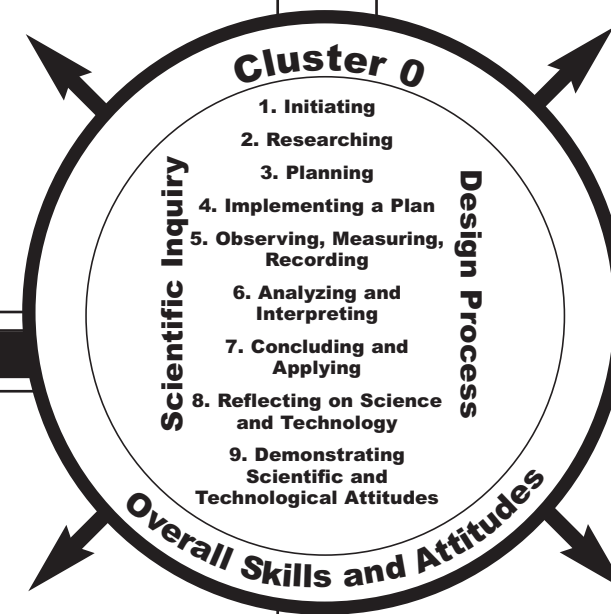 Cluster 0
1. Initiating
2. Researching
3. Planning
4. Implementing a Plan
5. Observing, Measuring,
Recording
6. Analyzing and
Interpreting
7. Concluding and
Applying
8. Reflecting on Science
and Technology
9. Demonstrating
Scientific and
Technological Attitudes
Scientific Inquiry
Design Process
Overall Skills and Attitudes